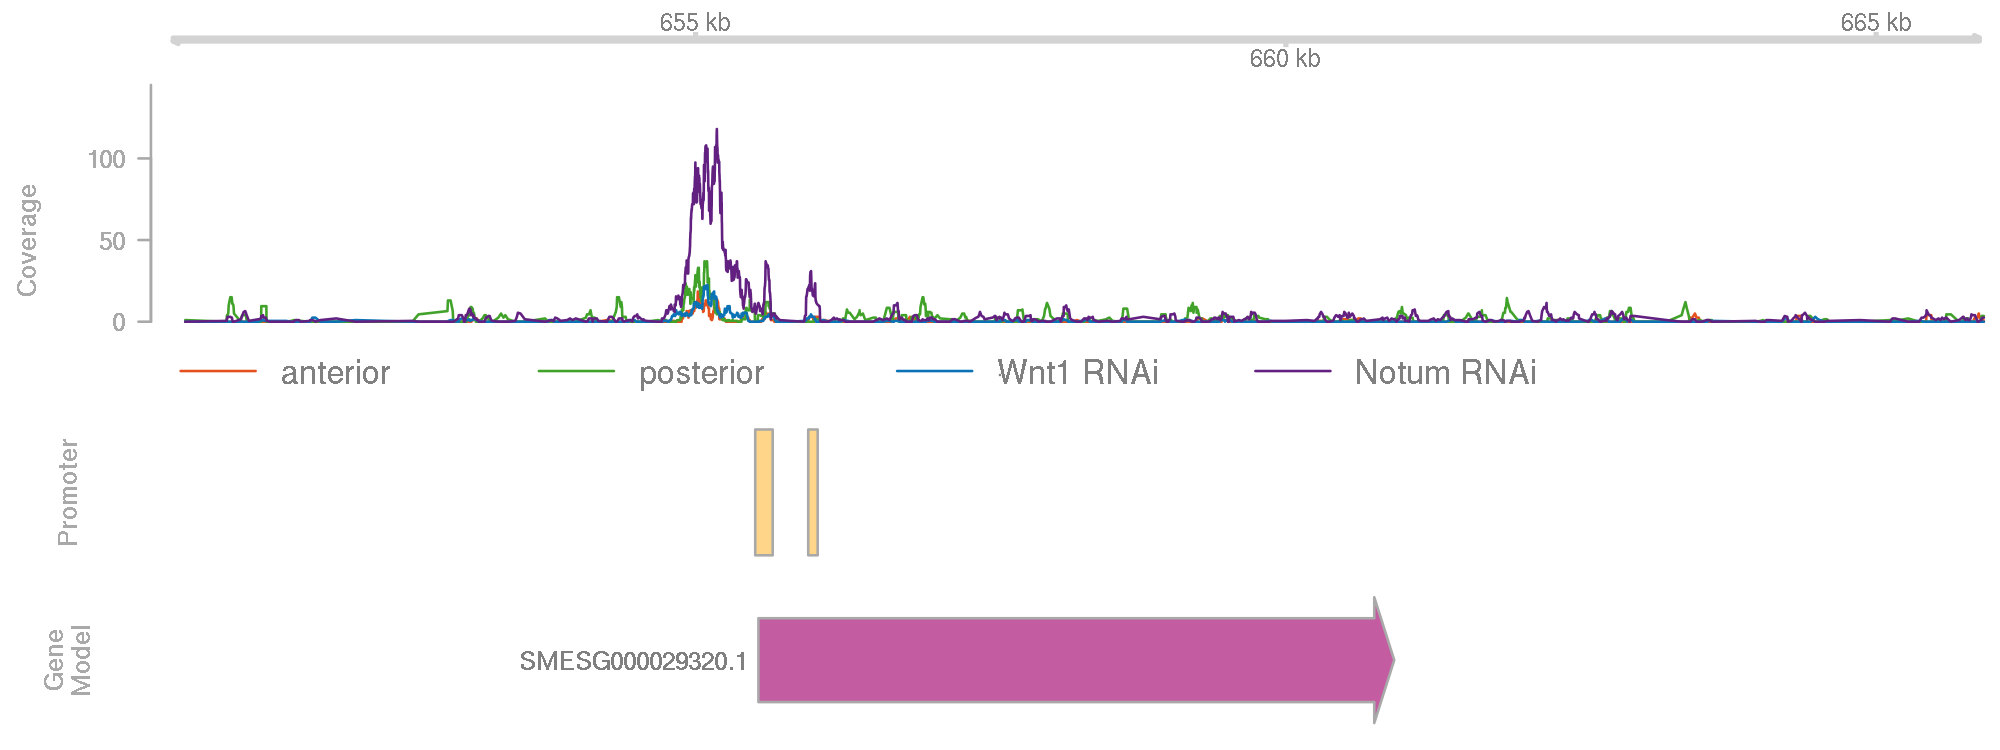 655 kb
665 kb
660 kb
Coverage
100
50
0
anterior posterior Wnt1 RNAi Notum RNAi
Promoter
Gene
Model
SMESG000029320.1